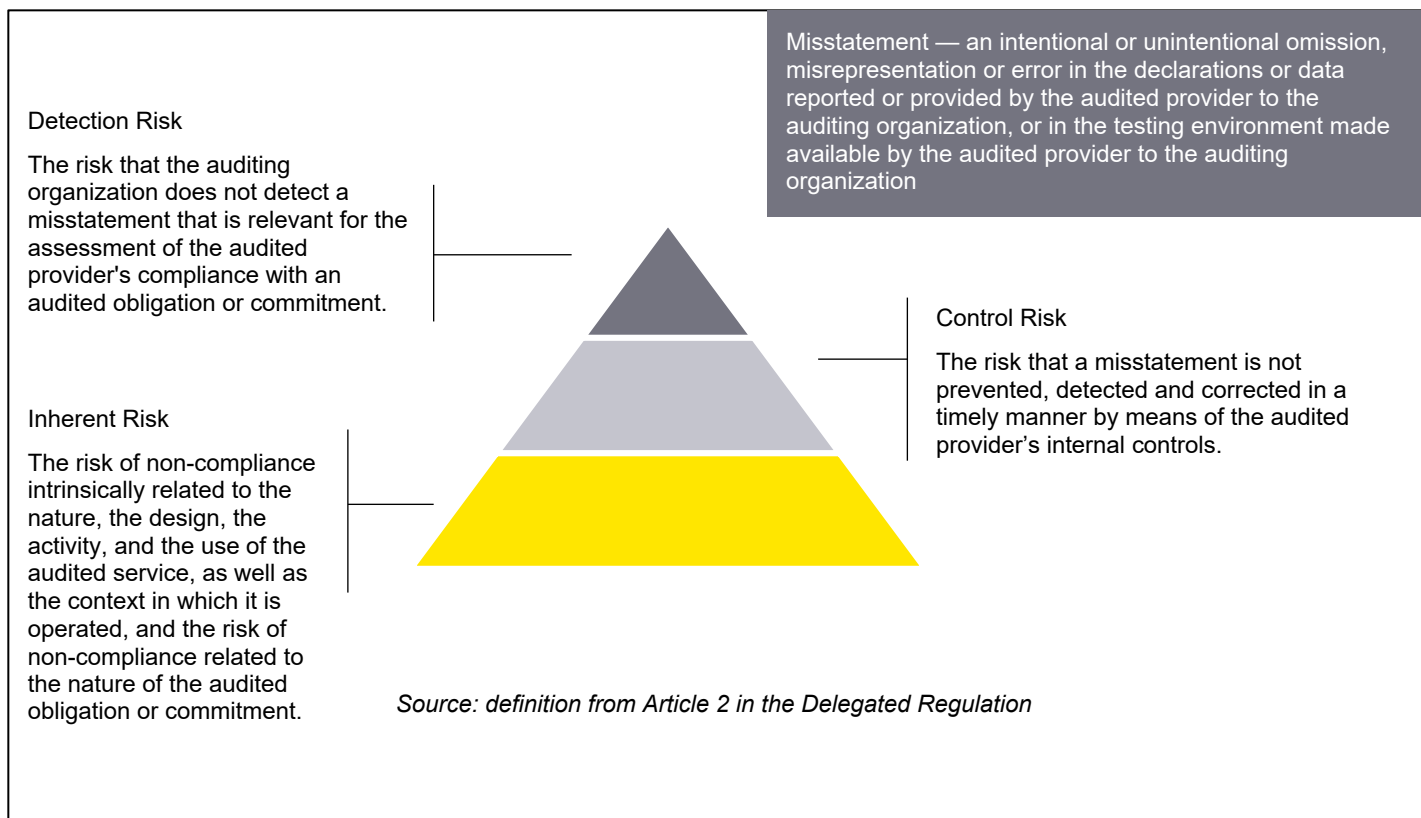 Misstatement — an intentional or unintentional omission,
misrepresentation or error in the declarations or data
reported or provided by the audited provider to the
auditing organization, or in the testing environment made
available by the audited provider to the auditing
organization
Detection Risk
The risk that the auditing
organization does not detect a
misstatement that is relevant for the
assessment of the audited
provider's compliance with an
audited obligation or commitment.
Control Risk
The risk that a misstatement is not
prevented, detected and corrected in a
timely manner by means of the audited
provider’s internal controls.
Inherent Risk
The risk of non-compliance
intrinsically related to the
nature, the design, the
activity, and the use of the
audited service, as well as
the context in which it is
operated, and the risk of
non-compliance related to
the nature of the audited
obligation or commitment.
Source: definition from Article 2 in the Delegated Regulation